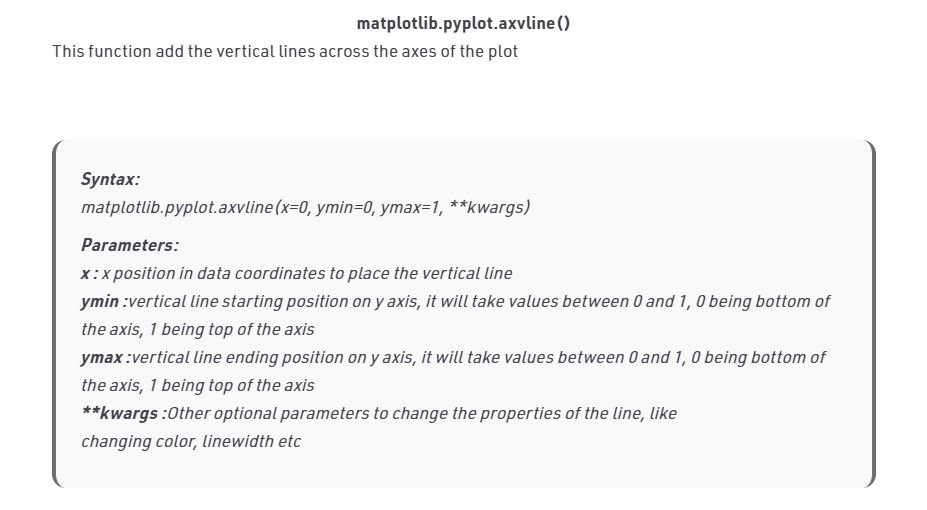 matplotlib.pyplot.axvline()
This function add the vertical lines across the axes of the plot
Syntax:
matplotlib.pyplot.axvline(x=0, ymin=0, ymax=1, **kwargs)
Parameters:
x : x position in data coordinates to place the vertical line
ymin :vertical line starting position on y axis, it will take values between 0 and 1, 0 being bottom of
the axis, 1 being top of the axis
ymax :vertical line ending position on y axis, it will take values between 0 and 1, 0 being bottom of
the axis, 1 being top of the axis
**kwargs :Other optional parameters to change the properties of the line, like
changing color, linewidth etc